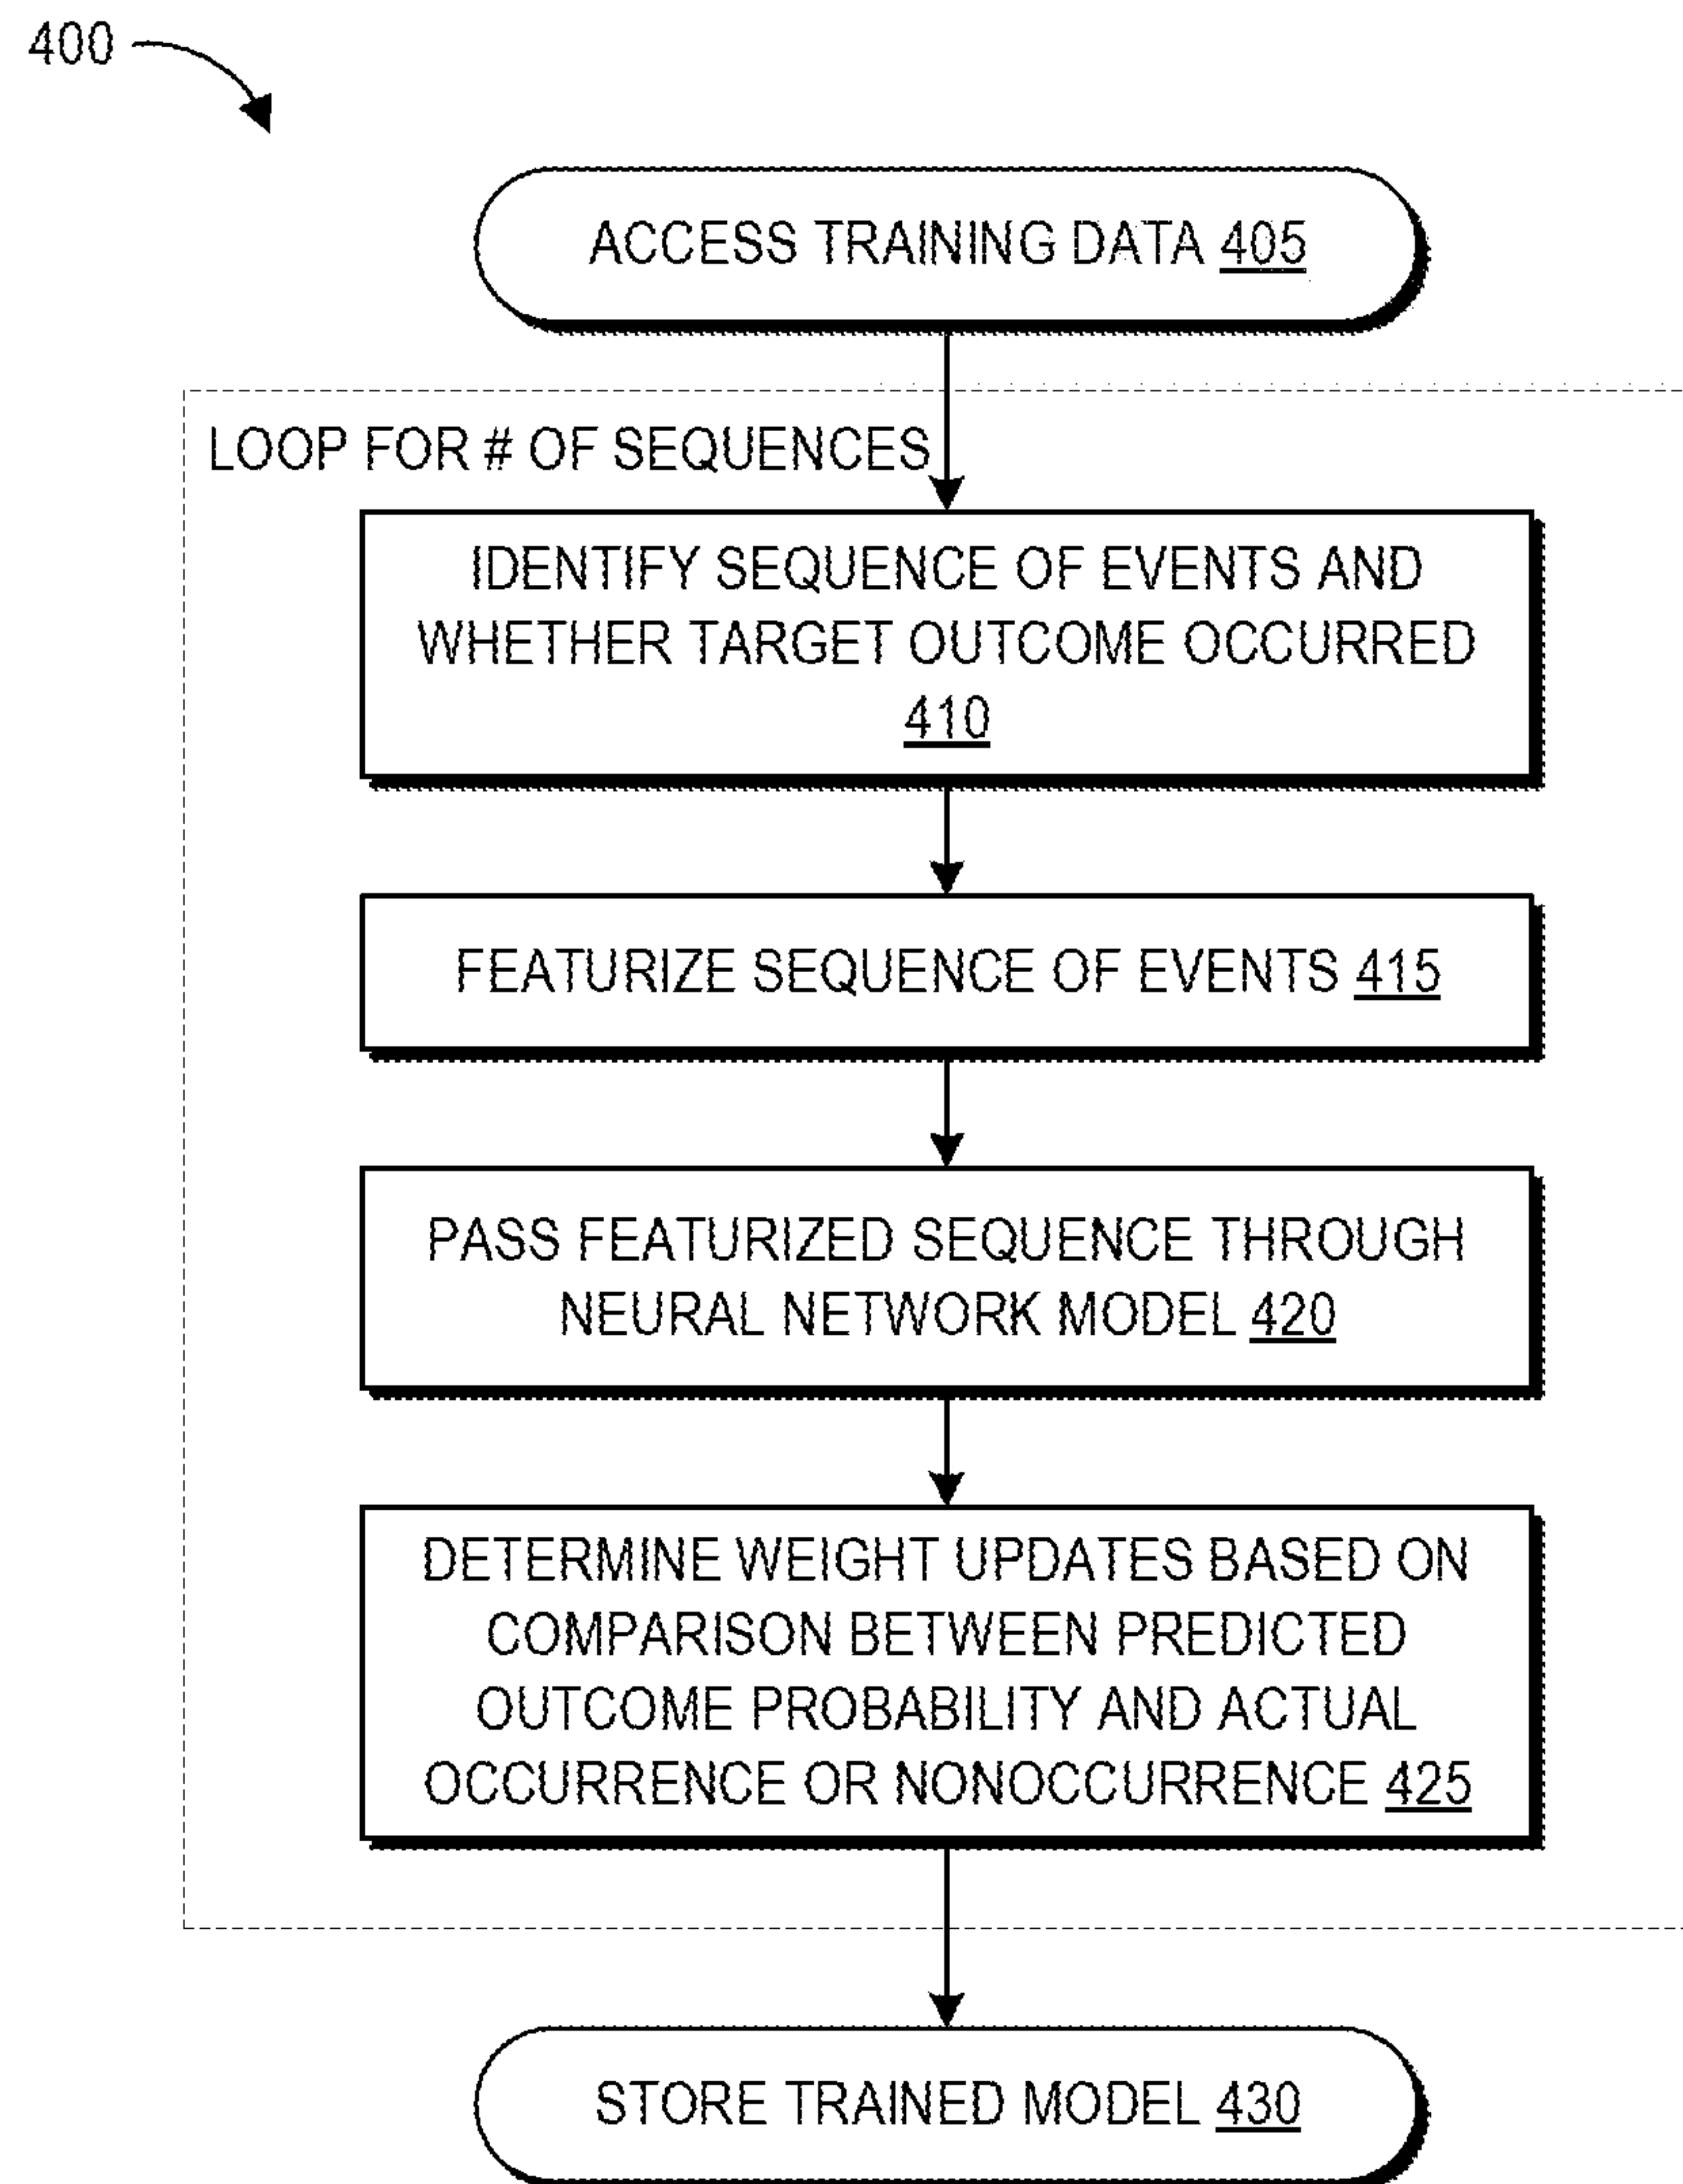 400
ACCESS TRAINING DATA 405
LOOP FOR # OF SEQUENCES
IDENTIFY SEQUENCE OF EVENTS AND
WHETHER TARGET OUTCOME OCCURRED
410
FEATURIZE SEQUENCE OF EVENTS 415
PASS FEATURIZED SEQUENCE THROUGH
NEURAL NETWORK MODEL 420
DETERMINE WEIGHT UPDATES BASED ON
COMPARISON BETWEEN PREDICTED
OUTCOME PROBABILITY AND ACTUAL
OCCURRENCE OR NONOCCURRENCE 425
STORE TRAINED MODEL 430